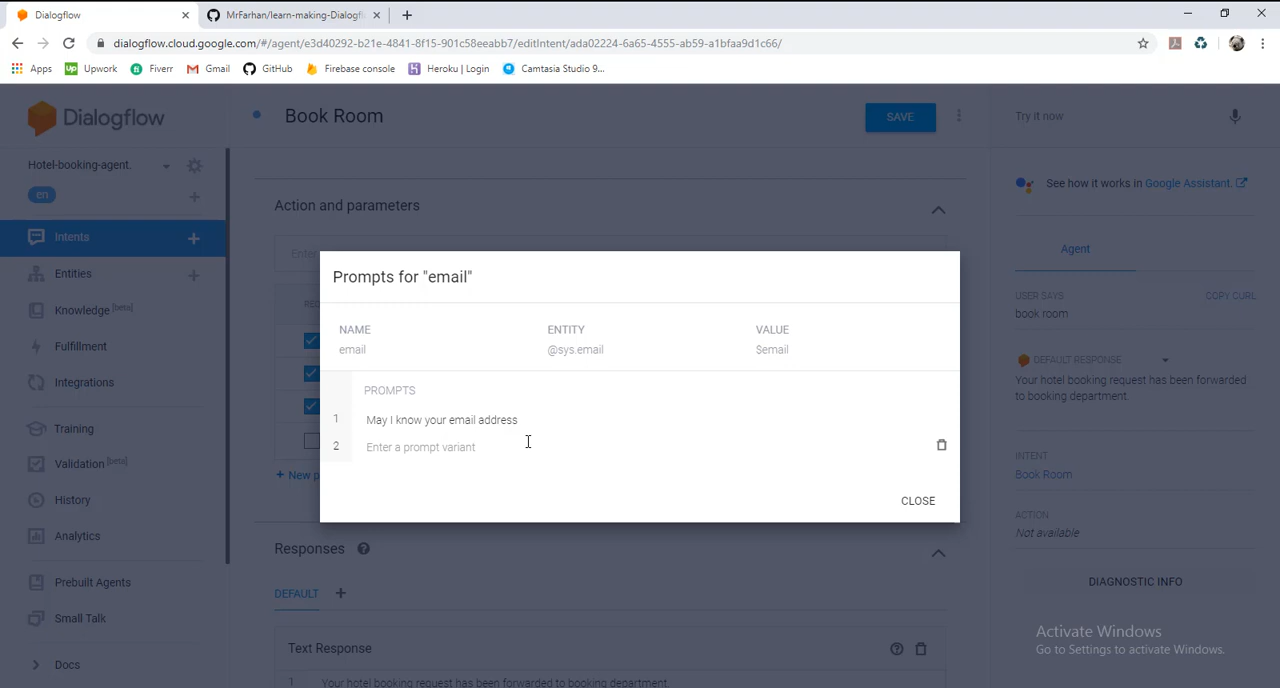 Dialogflow
MrFarhan/learn-making-Dialogfl
dialogflow.cloud.google.com/#/agent/e3d40292-b21e-4841-8f15-901c58eeabb7/editIntent/ada02224-6a65-4555-ab59-a1bfaa9d1c66/
Apps Upwork Fiverr Gmail GitHub Firebase console Heroku | Login Camtasia Studio 9...
Dialogflow
Book Room
SAVE
Try it now
Hotel-booking-agent.
en
See how it works in Google Assistant.
Intents
Entities
Knowledge [beta]
Fulfillment
Integrations
Training
Validation [beta]
History
Analytics
Prebuilt Agents
Small Talk
Docs
Action and parameters
Enter
Prompts for "email"
NAME ENTITY VALUE
email @sys.email $email
PROMPTS
1 May I know your email address
2 Enter a prompt variant
CLOSE
+ New p
Responses
DEFAULT
Text Response
1 Your hotel booking request has been forwarded to booking department.
Agent
USER SAYS COPY CURL
book room
DEFAULT RESPONSE
Your hotel booking request has been forwarded
to booking department.
INTENT
Book Room
ACTION
Not available
DIAGNOSTIC INFO
Activate Windows
Go to Settings to activate Windows.